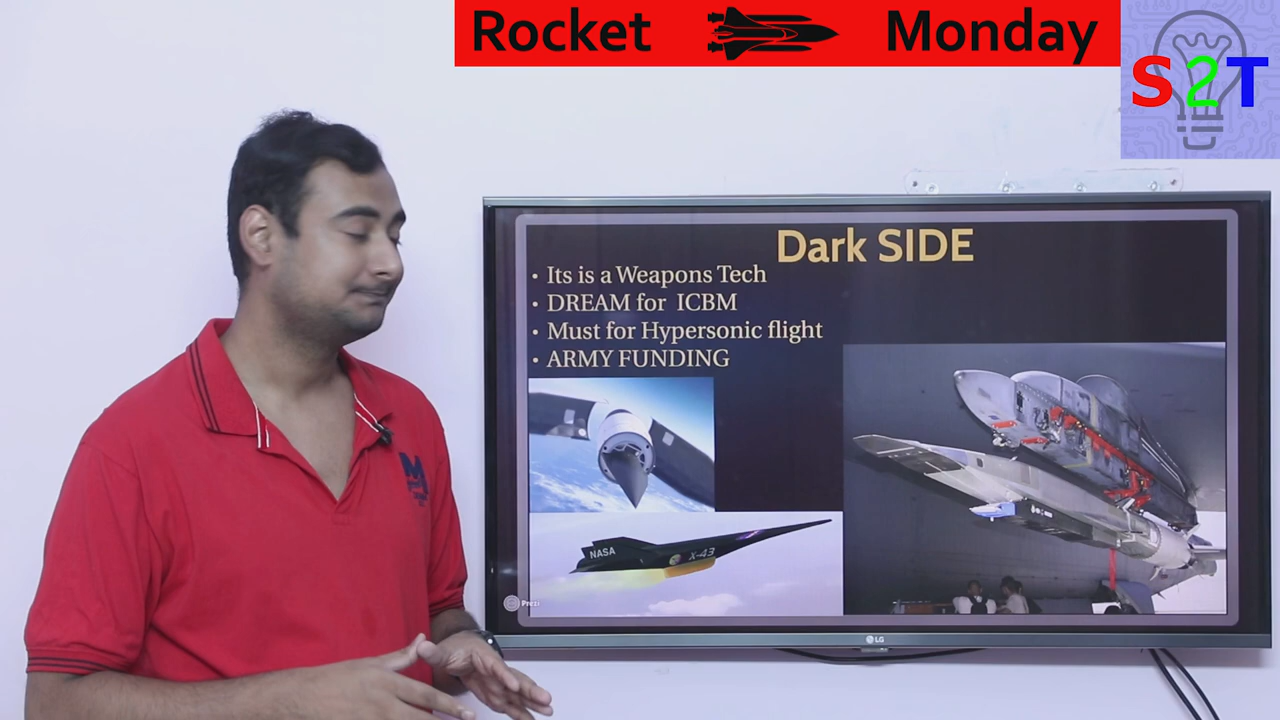 Rocket Monday
S2T
Dark SIDE
• Its is a Weapons Tech
• DREAM for ICBM
• Must for Hypersonic flight
• ARMY FUNDING
NASA
X-43
Prezi
LG
M